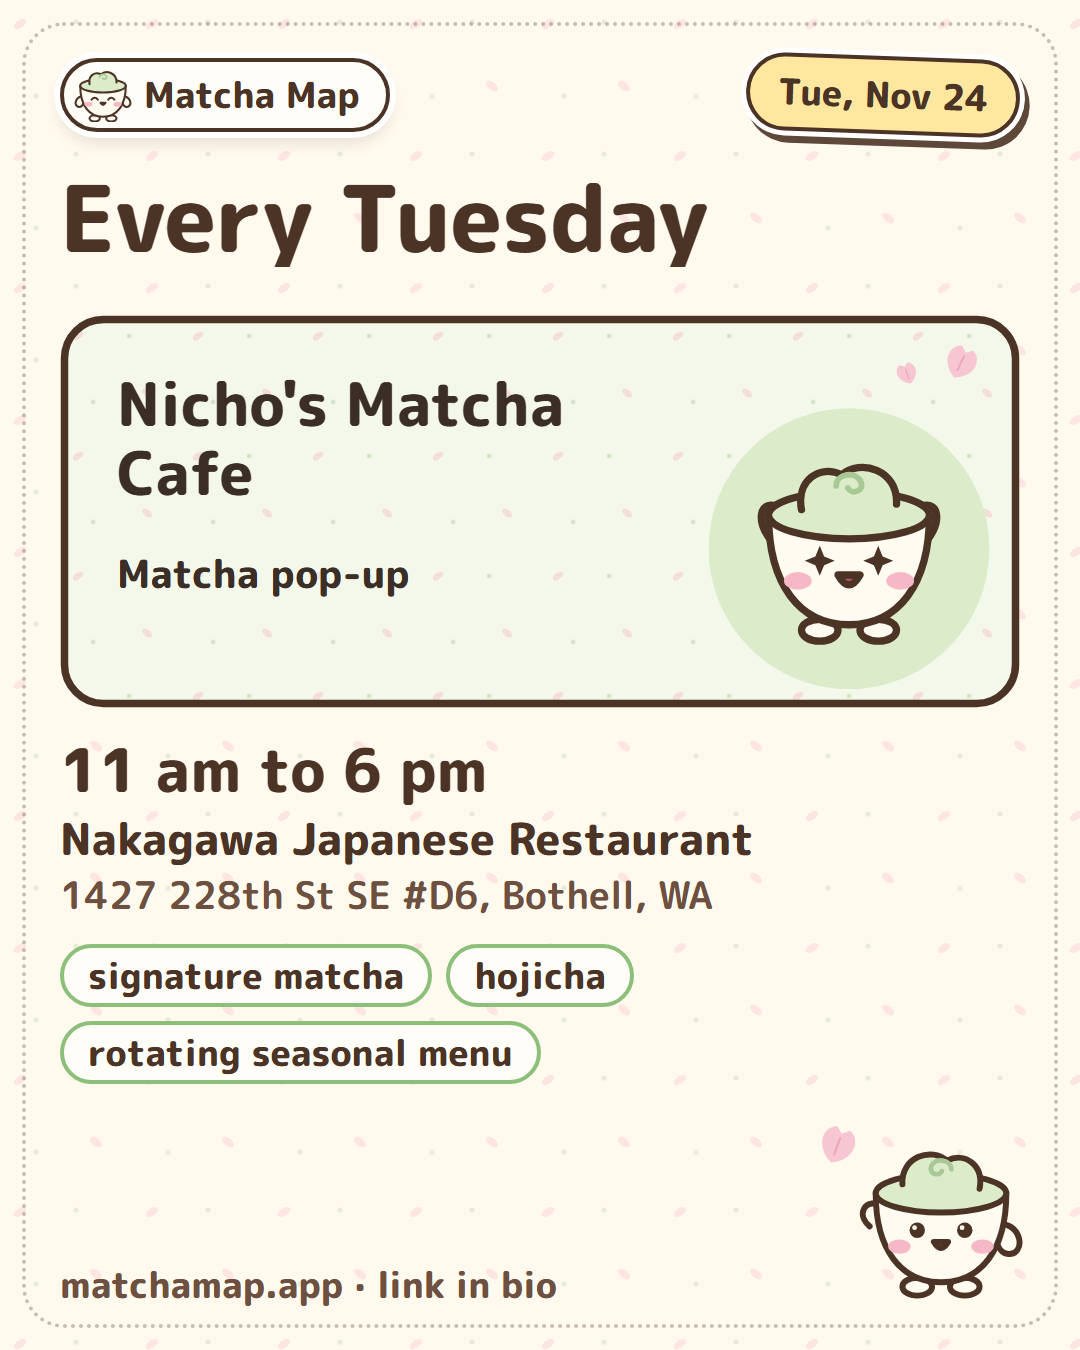 Matcha Map
Tue, Nov 24
Every Tuesday
Nicho's Matcha
Cafe
Matcha pop-up
11 am to 6 pm
Nakagawa Japanese Restaurant
1427 228th St SE #D6, Bothell, WA
signature matcha
hojicha
rotating seasonal menu
matchamap.app · link in bio